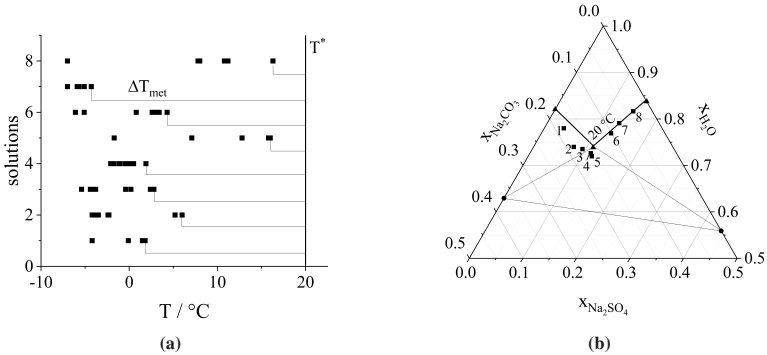 (a)
T*
ΔT_met
8
6
4
2
0
solutions
-10 0 10 20
T / °C
(b)
0.0
0.1
0.2
0.3
0.4
0.5
x_Na₂CO₃
1.0
0.9
0.8
0.7
0.6
0.5
x_H₂O
20 °C
1
2
3
4
5
6
7
8
0.0 0.1 0.2 0.3 0.4 0.5
x_Na₂SO₄
(a) (b)